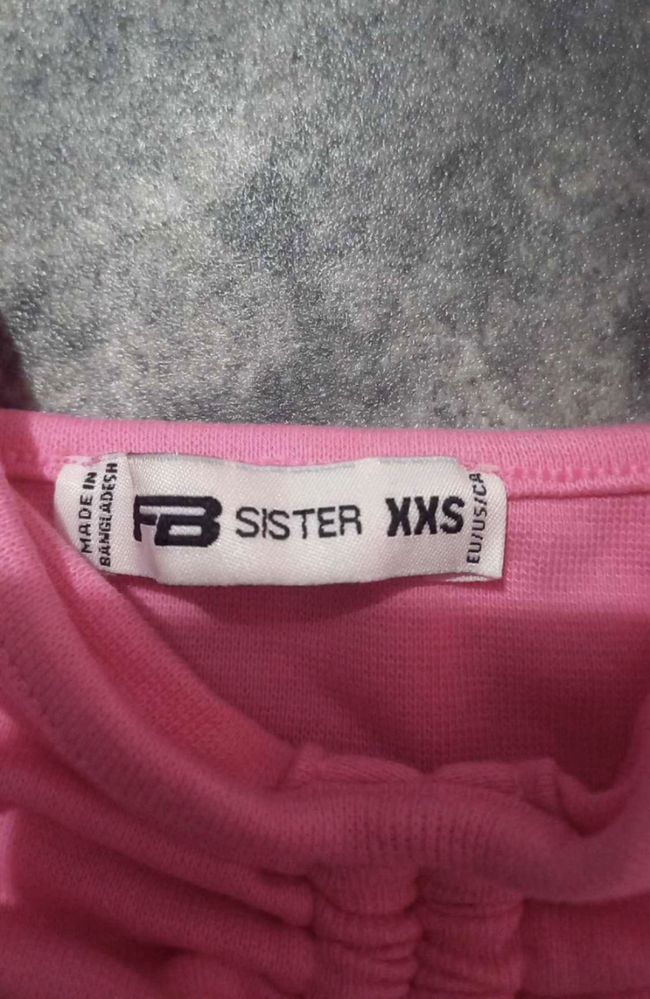 MADE IN
BANGLADESH
FB SISTER XXS
EU/US/CA